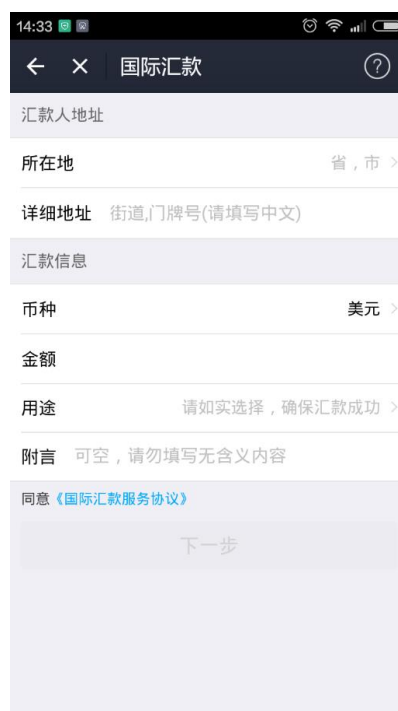 14:33
国际汇款
?
汇款人地址
所在地 省，市
详细地址 街道,门牌号(请填写中文)
汇款信息
币种 美元
金额
用途 请如实选择，确保汇款成功
附言 可空，请勿填写无含义内容
同意《国际汇款服务协议》
下一步